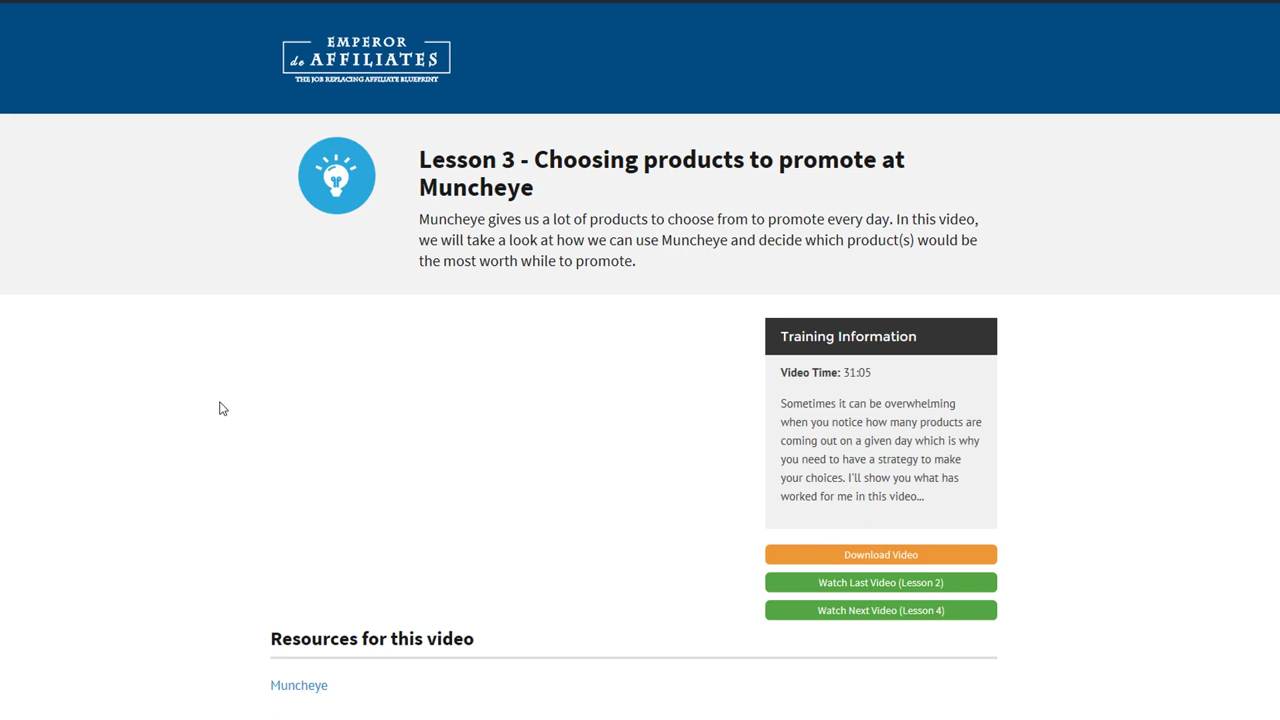 EMPEROR
de AFFILIATES
THE JOB REPLACING AFFILIATE BLUEPRINT
Lesson 3 - Choosing products to promote at
Muncheye
Muncheye gives us a lot of products to choose from to promote every day. In this video,
we will take a look at how we can use Muncheye and decide which product(s) would be
the most worth while to promote.
Training Information
Video Time: 31:05
Sometimes it can be overwhelming
when you notice how many products are
coming out on a given day which is why
you need to have a strategy to make
your choices. I'll show you what has
worked for me in this video...
Download Video
Watch Last Video (Lesson 2)
Watch Next Video (Lesson 4)
Resources for this video
Muncheye